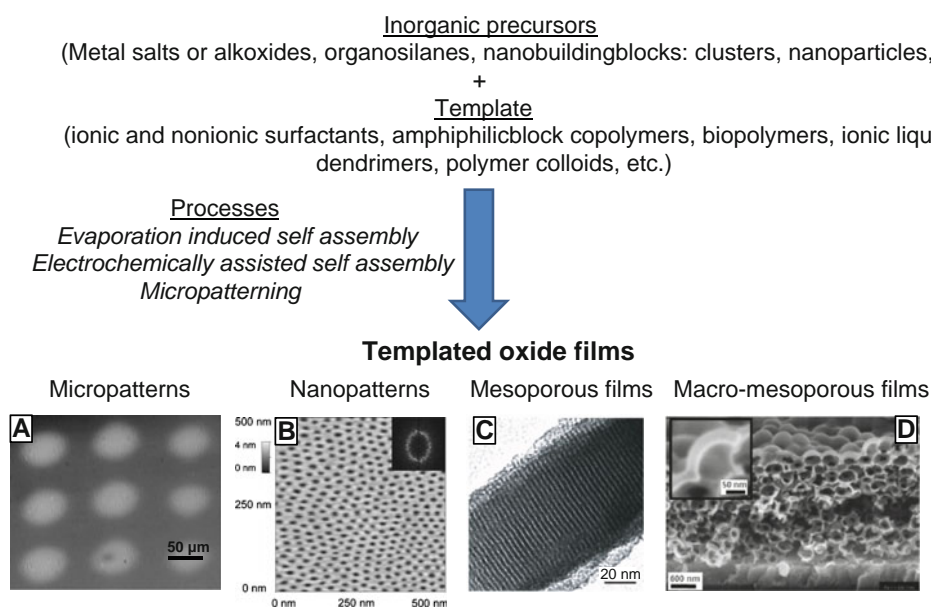 Inorganic precursors
(Metal salts or alkoxides, organosilanes, nanobuildingblocks: clusters, nanoparticles,
+
Template
(ionic and nonionic surfactants, amphiphilicblock copolymers, biopolymers, ionic liqu
dendrimers, polymer colloids, etc.)
Processes
Evaporation induced self assembly
Electrochemically assisted self assembly
Micropatterning
Templated oxide films
Micropatterns Nanopatterns Mesoporous films Macro-mesoporous films
A
50 µm
500 nm
4 nm
0 nm
250 nm
0 nm
0 nm 250 nm 500 nm
B
C
20 nm
D
50 nm
600 nm